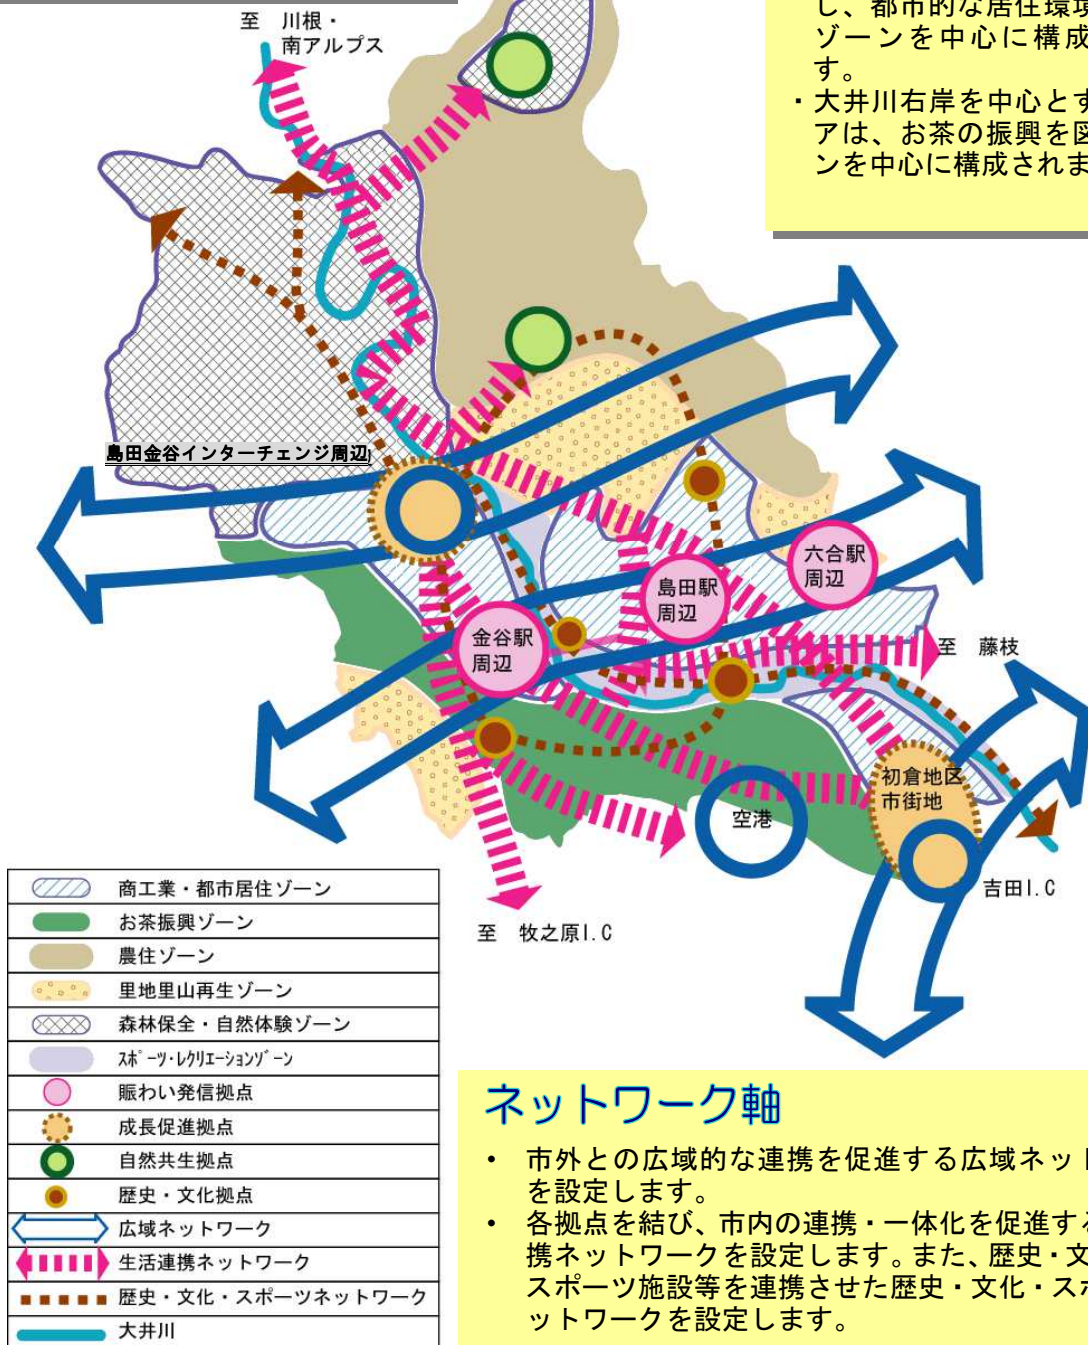 し、都市的な居住環境
ゾーンを中心に構成
す。
・大井川右岸を中心とす
アは、お茶の振興を図
ンを中心に構成されま
至 川根・
南アルプス
島田金谷インターチェンジ周辺
六合駅
周辺
島田駅
周辺
金谷駅
周辺
至 藤枝
初倉地区
市街地
空港
吉田I.C
至 牧之原I.C
商工業・都市居住ゾーン
お茶振興ゾーン
農住ゾーン
里地里山再生ゾーン
森林保全・自然体験ゾーン
スポーツ・レクリエーションゾーン
賑わい発信拠点
成長促進拠点
自然共生拠点
歴史・文化拠点
広域ネットワーク
生活連携ネットワーク
歴史・文化・スポーツネットワーク
大井川
ネットワーク軸
• 市外との広域的な連携を促進する広域ネット
を設定します。
• 各拠点を結び、市内の連携・一体化を促進する
携ネットワークを設定します。また、歴史・文
スポーツ施設等を連携させた歴史・文化・スポ
ットワークを設定します。